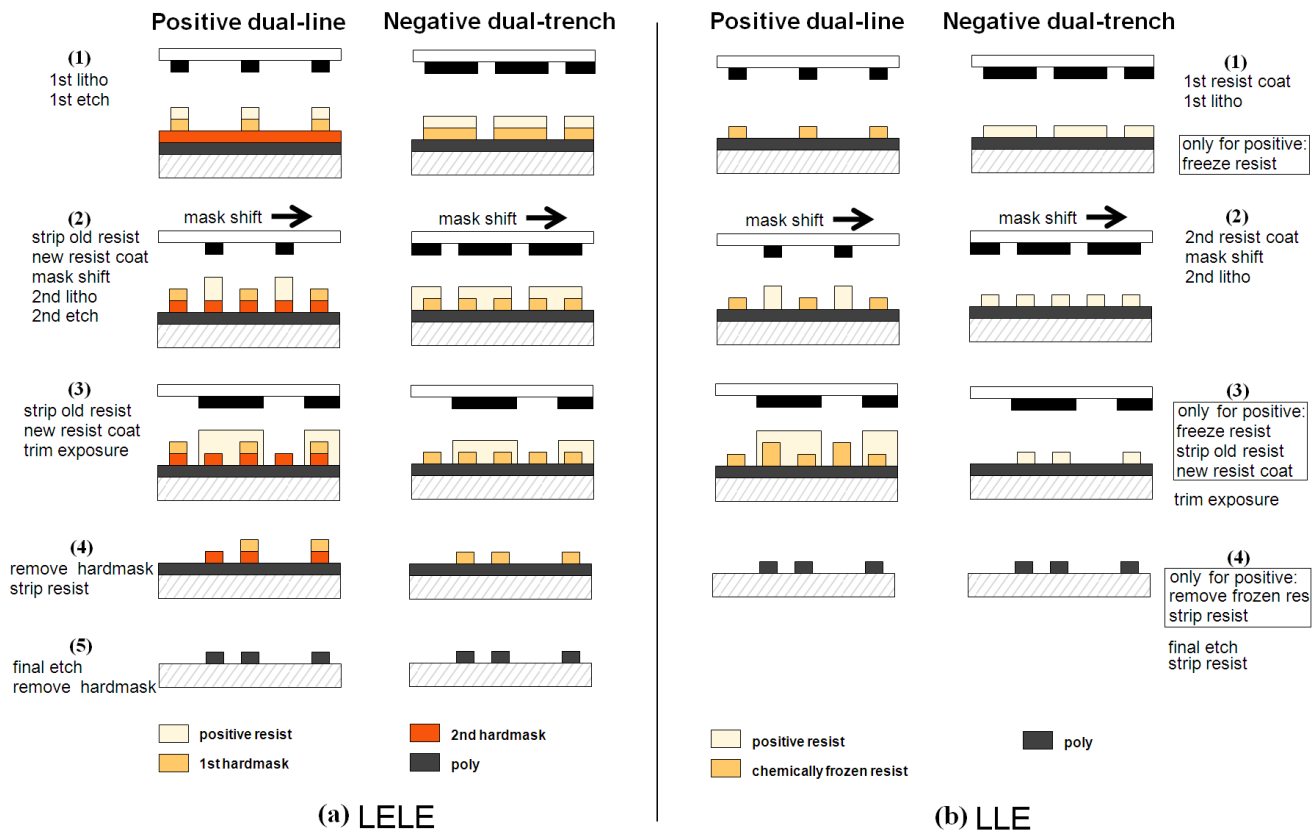 Positive dual-line
Negative dual-trench
(1)
1st litho
1st etch
mask shift
mask shift
(2)
strip old resist
new resist coat
mask shift
2nd litho
2nd etch
(3)
strip old resist
new resist coat
trim exposure
(4)
remove hardmask
strip resist
(5)
final etch
remove hardmask
positive resist
1st hardmask
2nd hardmask
poly
(a) LELE
Positive dual-line
Negative dual-trench
(1)
1st resist coat
1st litho
only for positive:
freeze resist
mask shift
mask shift
(2)
2nd resist coat
mask shift
2nd litho
(3)
only for positive:
freeze resist
strip old resist
new resist coat
trim exposure
(4)
only for positive:
remove frozen res
strip resist
final etch
strip resist
positive resist
chemically frozen resist
poly
(b) LLE